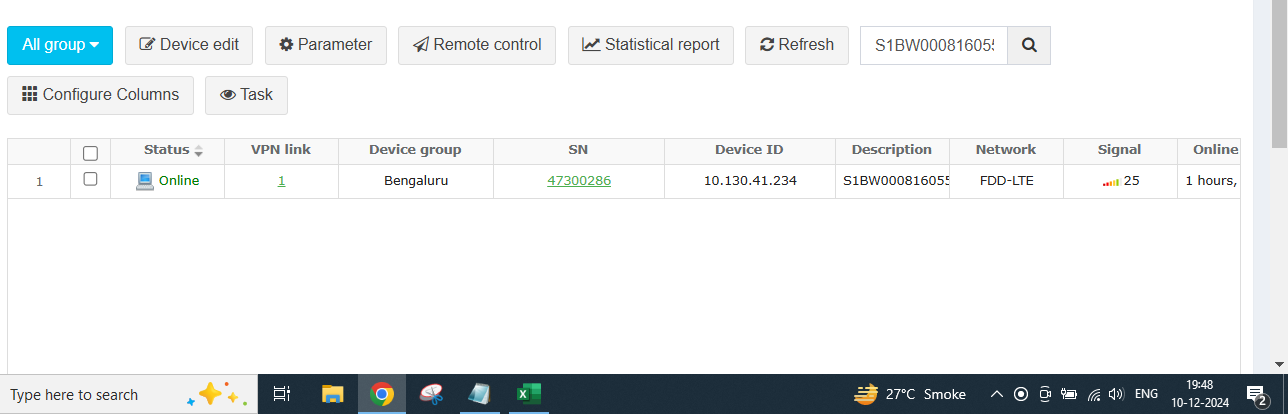 All group Device edit Parameter Remote control Statistical report Refresh S1BW000816055
Configure Columns Task
Status VPN link Device group SN Device ID Description Network Signal Online
1 Online 1 Bengaluru 47300286 10.130.41.234 S1BW000816055 FDD-LTE 25 1 hours,
Type here to search 27°C Smoke ENG 19:48
10-12-2024 2